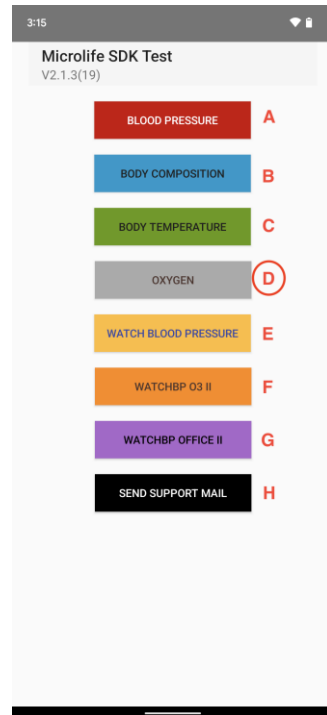 3:15
Microlife SDK Test
V2.1.3(19)
BLOOD PRESSURE A
BODY COMPOSITION B
BODY TEMPERATURE C
OXYGEN D
WATCH BLOOD PRESSURE E
WATCHBP O3 II F
WATCHBP OFFICE II G
SEND SUPPORT MAIL H